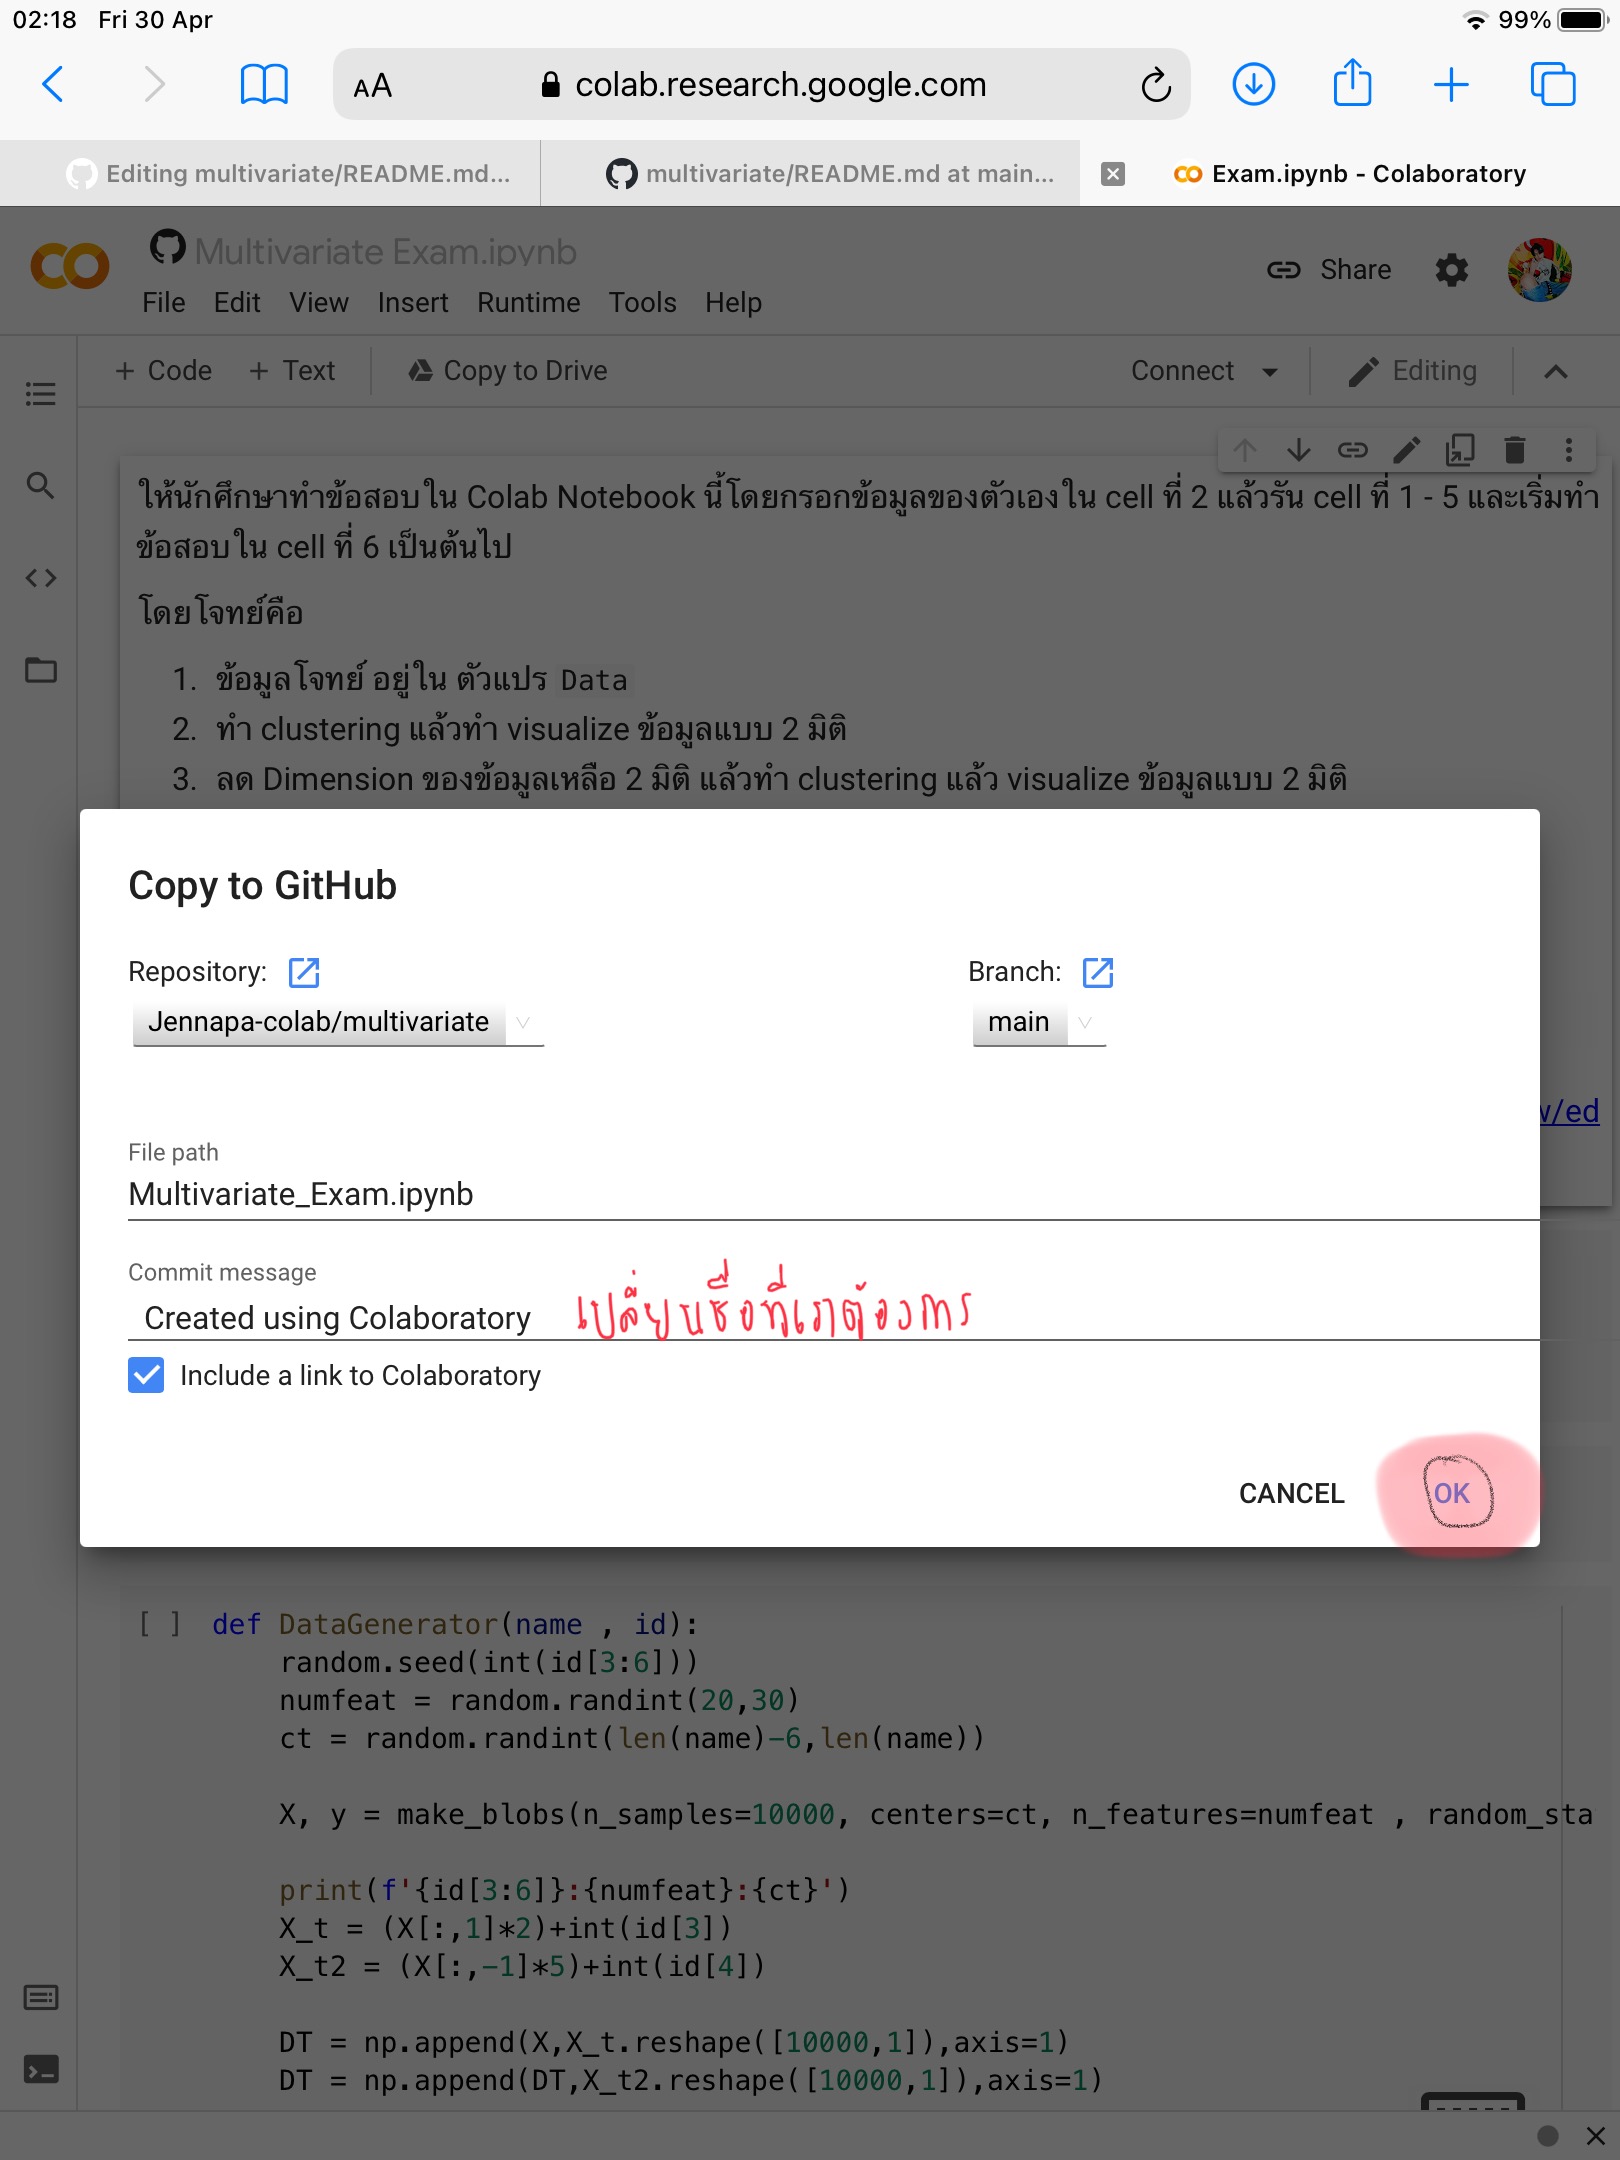 02:18 Fri 30 Apr 99%
AA colab.research.google.com
Editing multivariate/README.md... multivariate/README.md at main... Exam.ipynb - Colaboratory
Multivariate Exam.ipynb
Share
File Edit View Insert Runtime Tools Help
+ Code + Text Copy to Drive Connect Editing
ให้นักศึกษาทำข้อสอบใน Colab Notebook นี้โดยกรอกข้อมูลของตัวเองใน cell ที่ 2 แล้วรัน cell ที่ 1 - 5 และเริ่มทำ
ข้อสอบใน cell ที่ 6 เป็นต้นไป
โดยโจทย์คือ
1. ข้อมูลโจทย์ อยู่ใน ตัวแปร Data
2. ทำ clustering แล้วทำ visualize ข้อมูลแบบ 2 มิติ
3. ลด Dimension ของข้อมูลเหลือ 2 มิติ แล้วทำ clustering แล้ว visualize ข้อมูลแบบ 2 มิติ
Copy to GitHub
Repository: Branch:
Jennapa-colab/multivariate main
v/ed
File path
Multivariate_Exam.ipynb
Commit message
Created using Colaboratory เปลี่ยนชื่อที่เราต้องการ
Include a link to Colaboratory
CANCEL OK
[ ] def DataGenerator(name , id):
random.seed(int(id[3:6]))
numfeat = random.randint(20,30)
ct = random.randint(len(name)-6,len(name))
X, y = make_blobs(n_samples=10000, centers=ct, n_features=numfeat , random_sta
print(f'{id[3:6]}:{numfeat}:{ct}')
X_t = (X[:,1]*2)+int(id[3])
X_t2 = (X[:,-1]*5)+int(id[4])
DT = np.append(X,X_t.reshape([10000,1]),axis=1)
DT = np.append(DT,X_t2.reshape([10000,1]),axis=1)